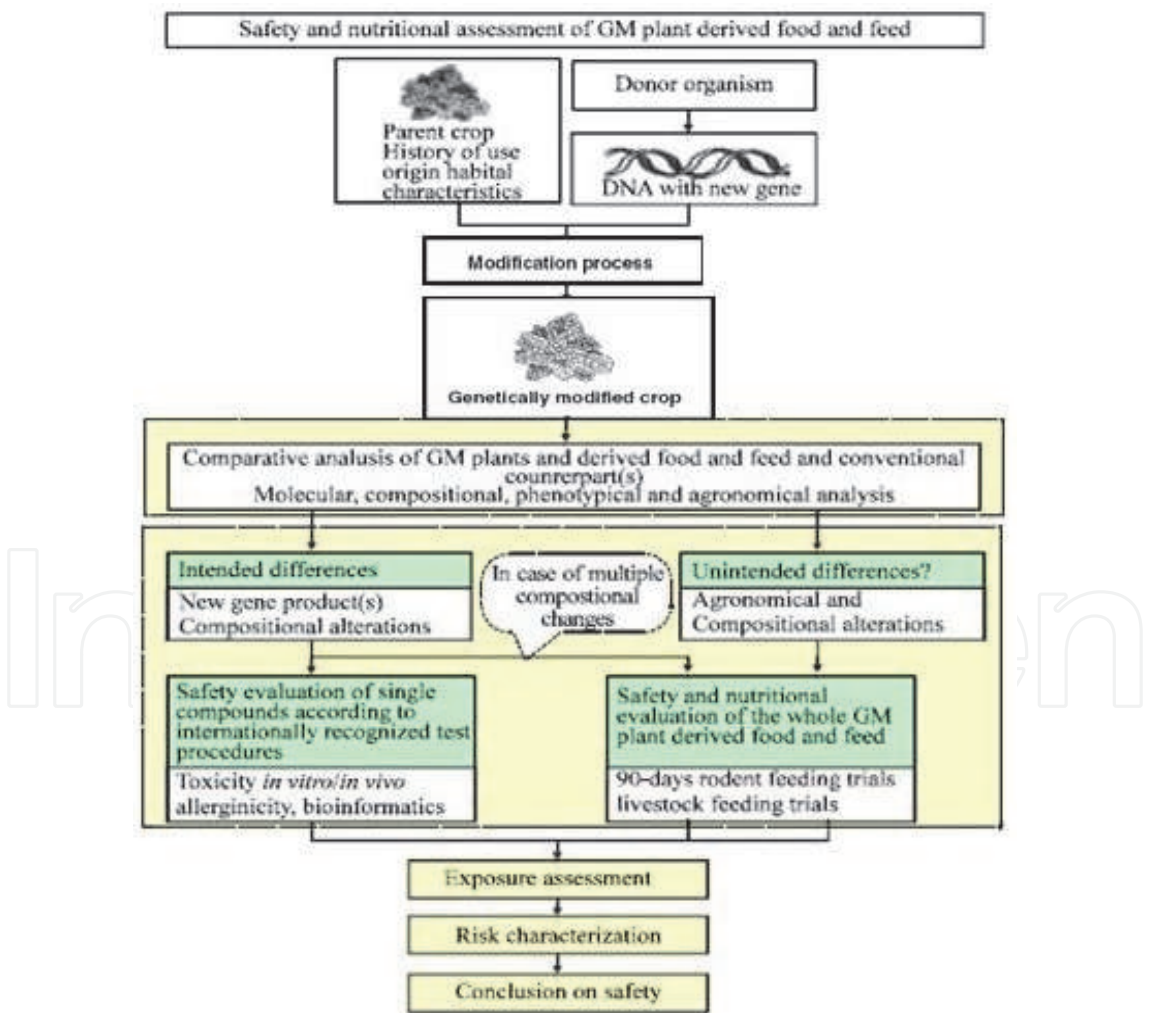 Safety and nutritional assessment of GM plant derived food and feed
Parent crop
History of use
origin habital
characteristics
Donor organism
DNA with new gene
Modification process
Genetically modified crop
Comparative analysis of GM plants and derived food and feed and conventional
counrerpart(s)
Molecular, compositional, phenotypical and agronomical analysis
Intended differences
New gene product(s)
Compositional alterations
In case of multiple
compostional
changes
Unintended differences?
Agronomical and
Compositional alterations
Safety evaluation of single
compounds according to
internationally recognized test
procedures
Toxicity in vitro/in vivo
allerginicity, bioinformatics
Safety and nutritional
evaluation of the whole GM
plant derived food and feed
90-days rodent feeding trials
livestock feeding trials
Exposure assessment
Risk characterization
Conclusion on safety